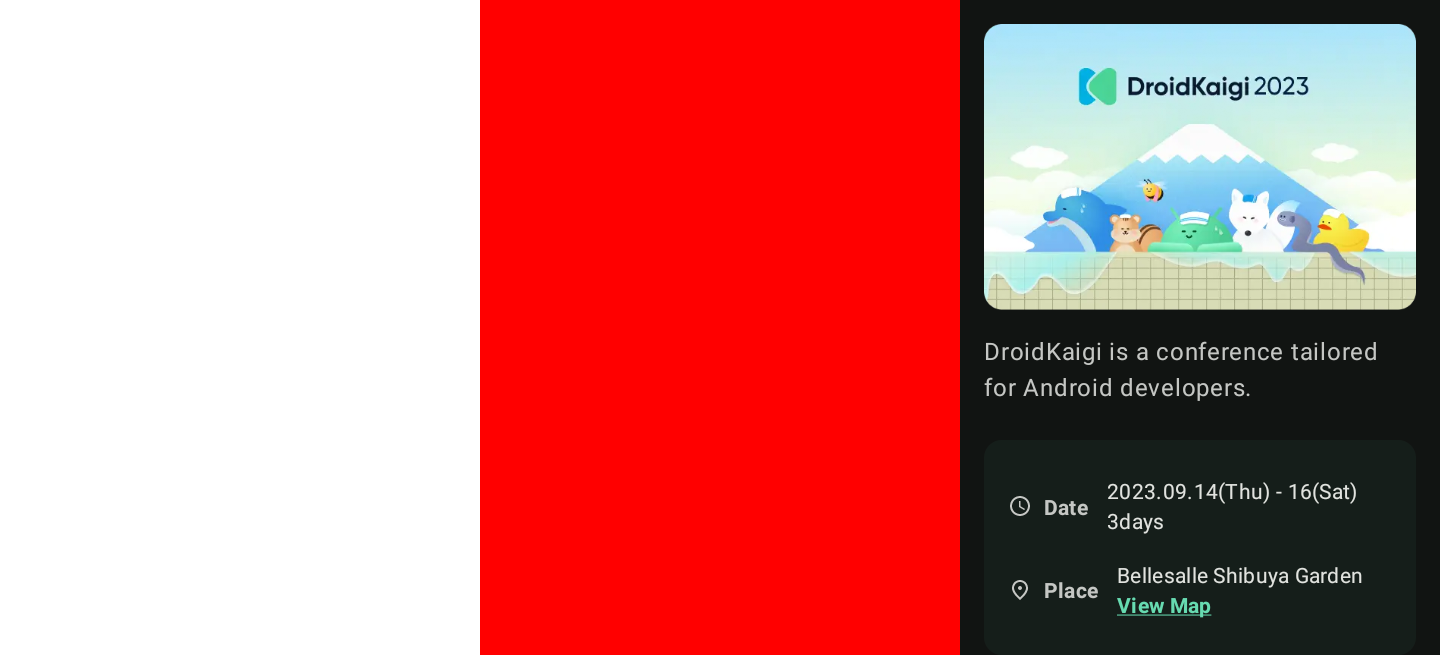 DroidKaigi 2023
DroidKaigi is a conference tailored
for Android developers.
Date
2023.09.14(Thu) - 16(Sat)
3days
Place
Bellesalle Shibuya Garden
View Map